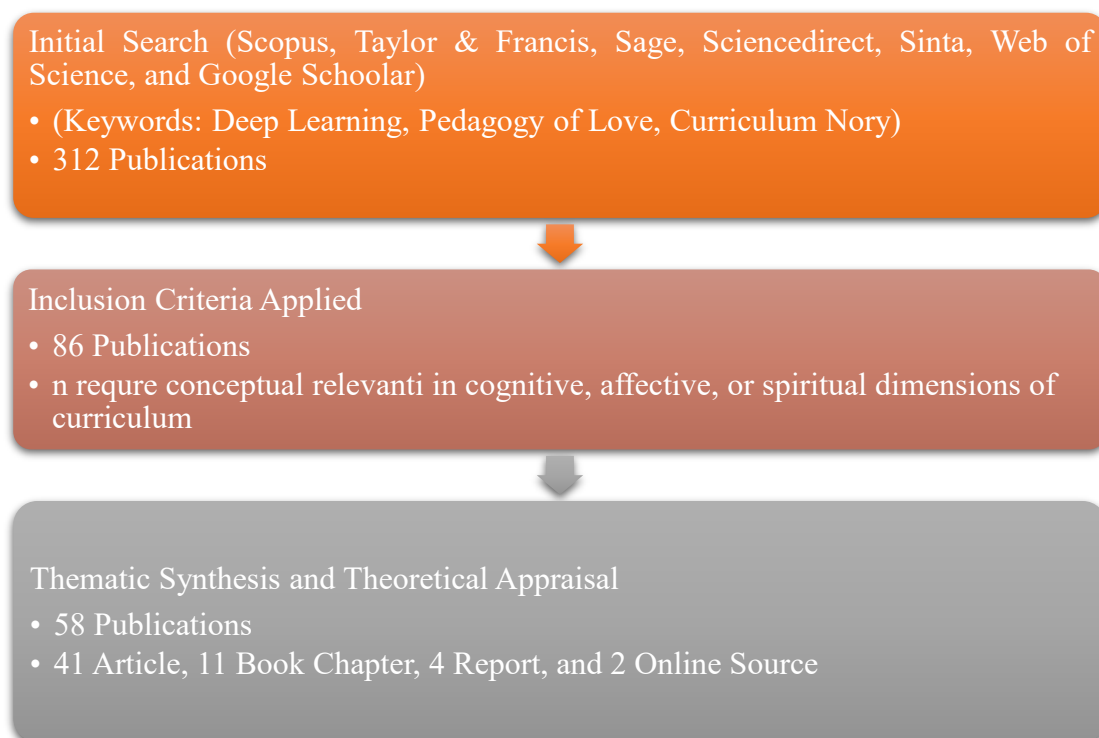 Initial Search (Scopus, Taylor & Francis, Sage, Sciencedirect, Sinta, Web of
Science, and Google Schoolar)
• (Keywords: Deep Learning, Pedagogy of Love, Curriculum Nory)
• 312 Publications
Inclusion Criteria Applied
• 86 Publications
• n requre conceptual relevanti in cognitive, affective, or spiritual dimensions of
curriculum
Thematic Synthesis and Theoretical Appraisal
• 58 Publications
• 41 Article, 11 Book Chapter, 4 Report, and 2 Online Source